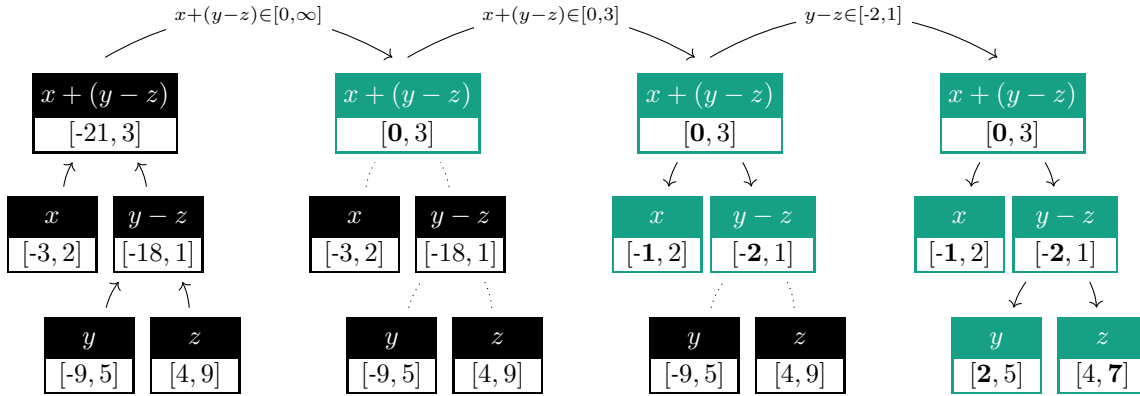 x+(y−z)∈[0,∞] x+(y−z)∈[0,3] y−z∈[-2,1]
x + (y − z) x + (y − z) x + (y − z) x + (y − z)
[-21, 3] [0, 3] [0, 3] [0, 3]
x y − z x y − z x y − z x y − z
[-3, 2] [-18, 1] [-3, 2] [-18, 1] [-1, 2] [-2, 1] [-1, 2] [-2, 1]
y z y z y z y z
[-9, 5] [4, 9] [-9, 5] [4, 9] [-9, 5] [4, 9] [2, 5] [4, 7]